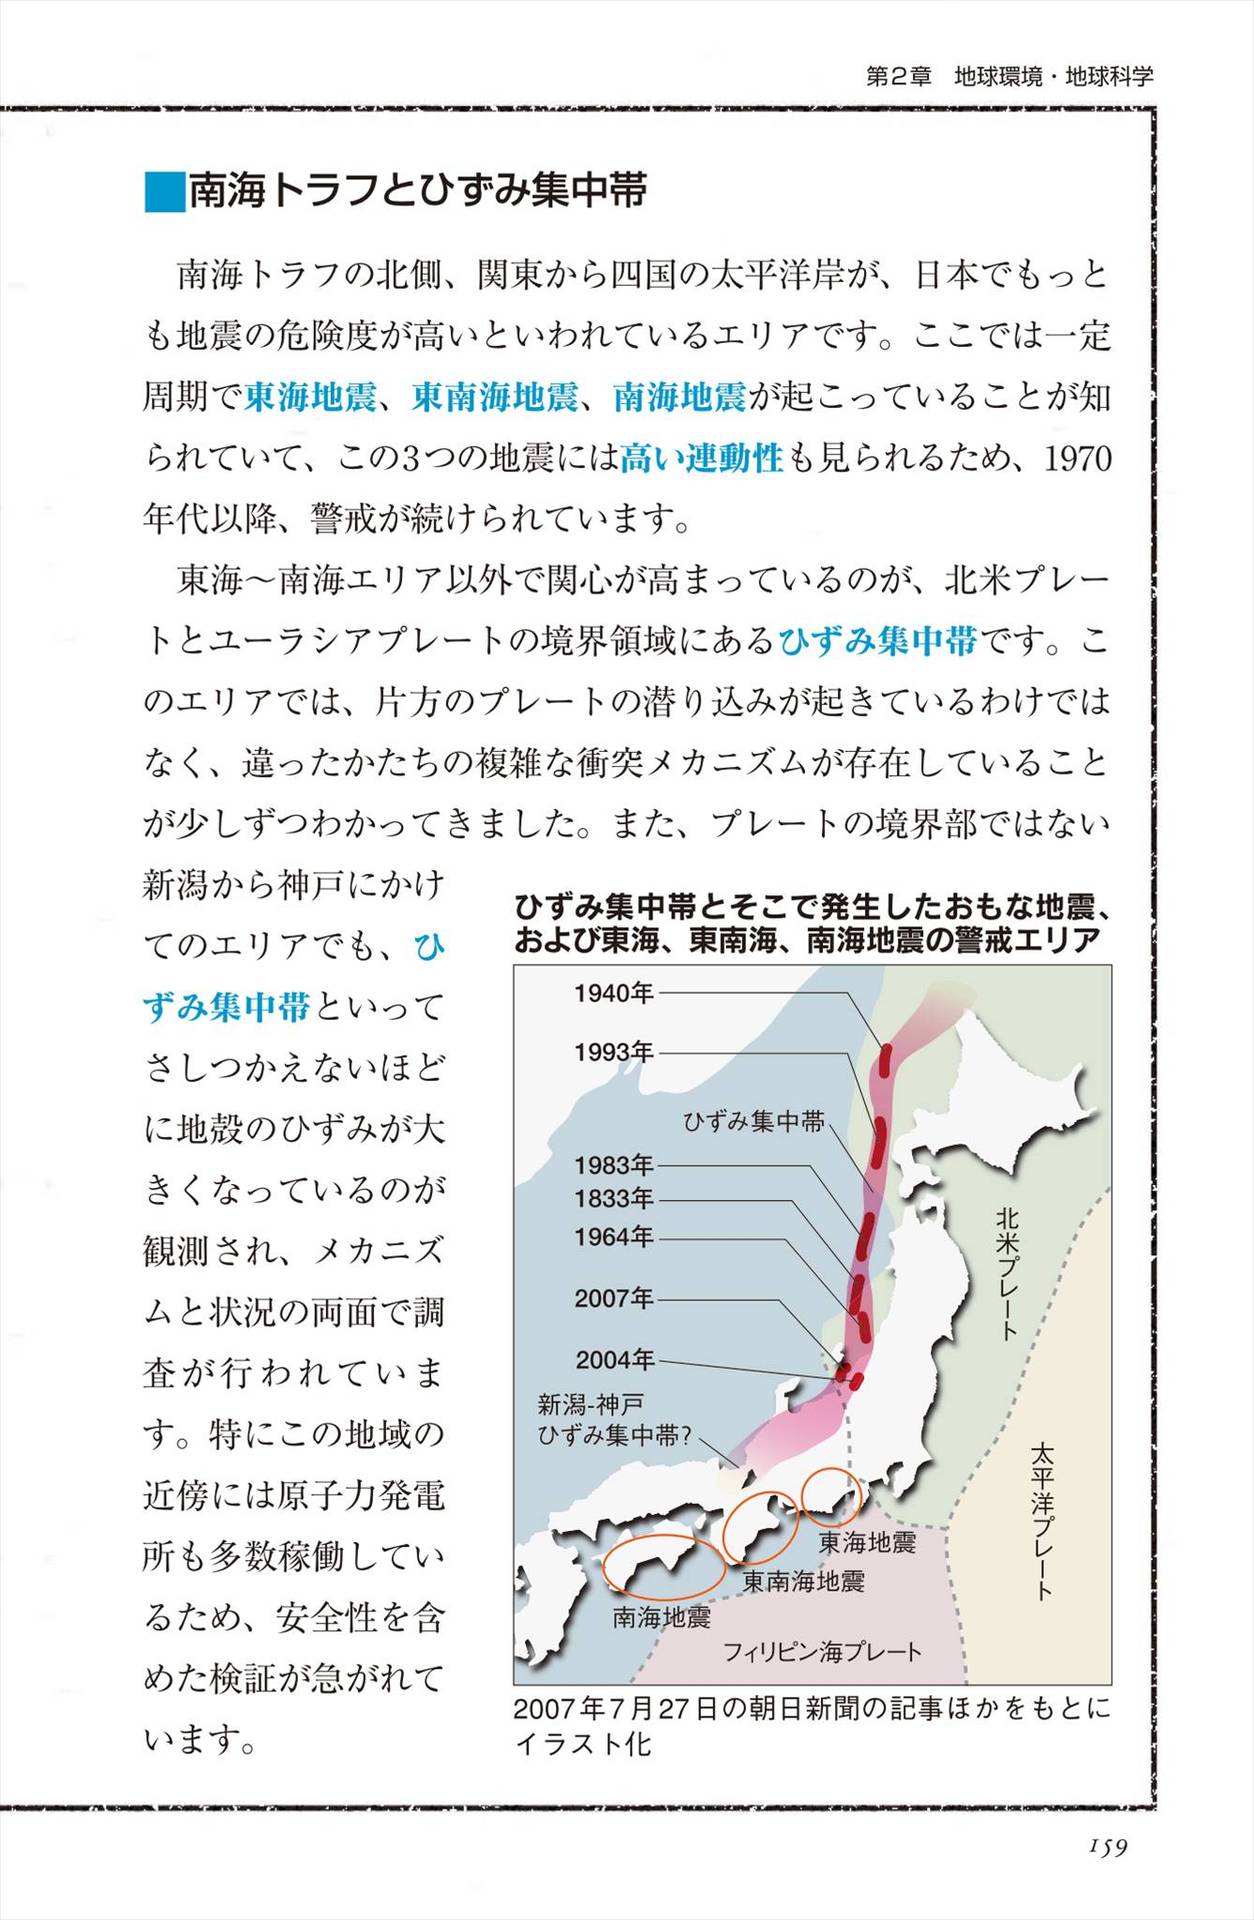 第2章　地球環境・地球科学
■南海トラフとひずみ集中帯
　南海トラフの北側、関東から四国の太平洋岸が、日本でもっと
も地震の危険度が高いといわれているエリアです。ここでは一定
周期で東海地震、東南海地震、南海地震が起こっていることが知
られていて、この3つの地震には高い連動性も見られるため、1970
年代以降、警戒が続けられています。
　東海〜南海エリア以外で関心が高まっているのが、北米プレー
トとユーラシアプレートの境界領域にあるひずみ集中帯です。こ
のエリアでは、片方のプレートの潜り込みが起きているわけでは
なく、違ったかたちの複雑な衝突メカニズムが存在していること
が少しずつわかってきました。また、プレートの境界部ではない
新潟から神戸にかけ
てのエリアでも、ひ
ずみ集中帯といって
さしつかえないほど
に地殻のひずみが大
きくなっているのが
観測され、メカニズ
ムと状況の両面で調
査が行われていま
す。特にこの地域の
近傍には原子力発電
所も多数稼働してい
るため、安全性を含
めた検証が急がれて
います。
ひずみ集中帯とそこで発生したおもな地震、
および東海、東南海、南海地震の警戒エリア
1940年
1993年
ひずみ集中帯
1983年
1833年
1964年
2007年
2004年
新潟-神戸
ひずみ集中帯?
北米プレート
太平洋プレート
東海地震
東南海地震
南海地震
フィリピン海プレート
2007年7月27日の朝日新聞の記事ほかをもとに
イラスト化
159